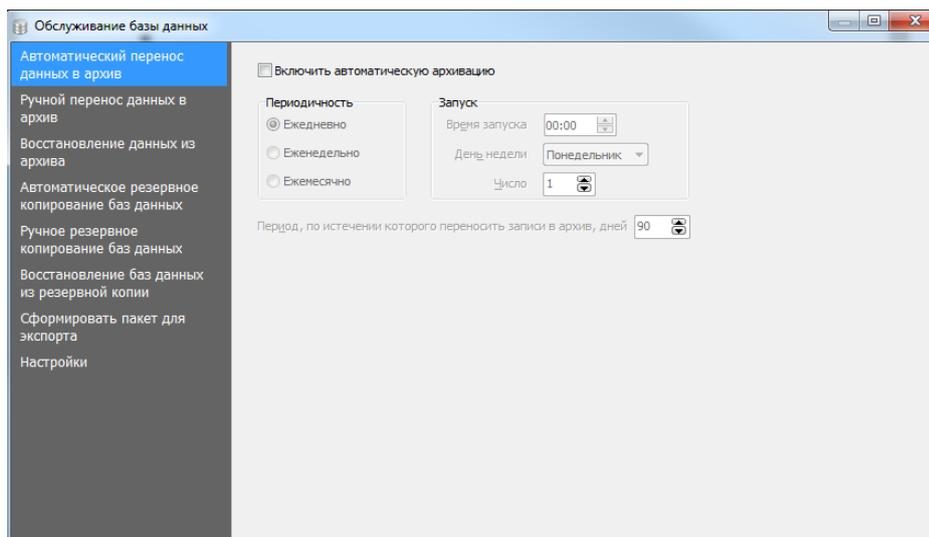 Обслуживание базы данных
Автоматический перенос
данных в архив
Ручной перенос данных в
архив
Восстановление данных из
архива
Автоматическое резервное
копирование баз данных
Ручное резервное
копирование баз данных
Восстановление баз данных
из резервной копии
Сформировать пакет для
экспорта
Настройки
Включить автоматическую архивацию
Периодичность
Ежедневно
Еженедельно
Ежемесячно
Запуск
Время запуска 00:00
День недели Понедельник
Число 1
Период, по истечении которого переносить записи в архив, дней 90